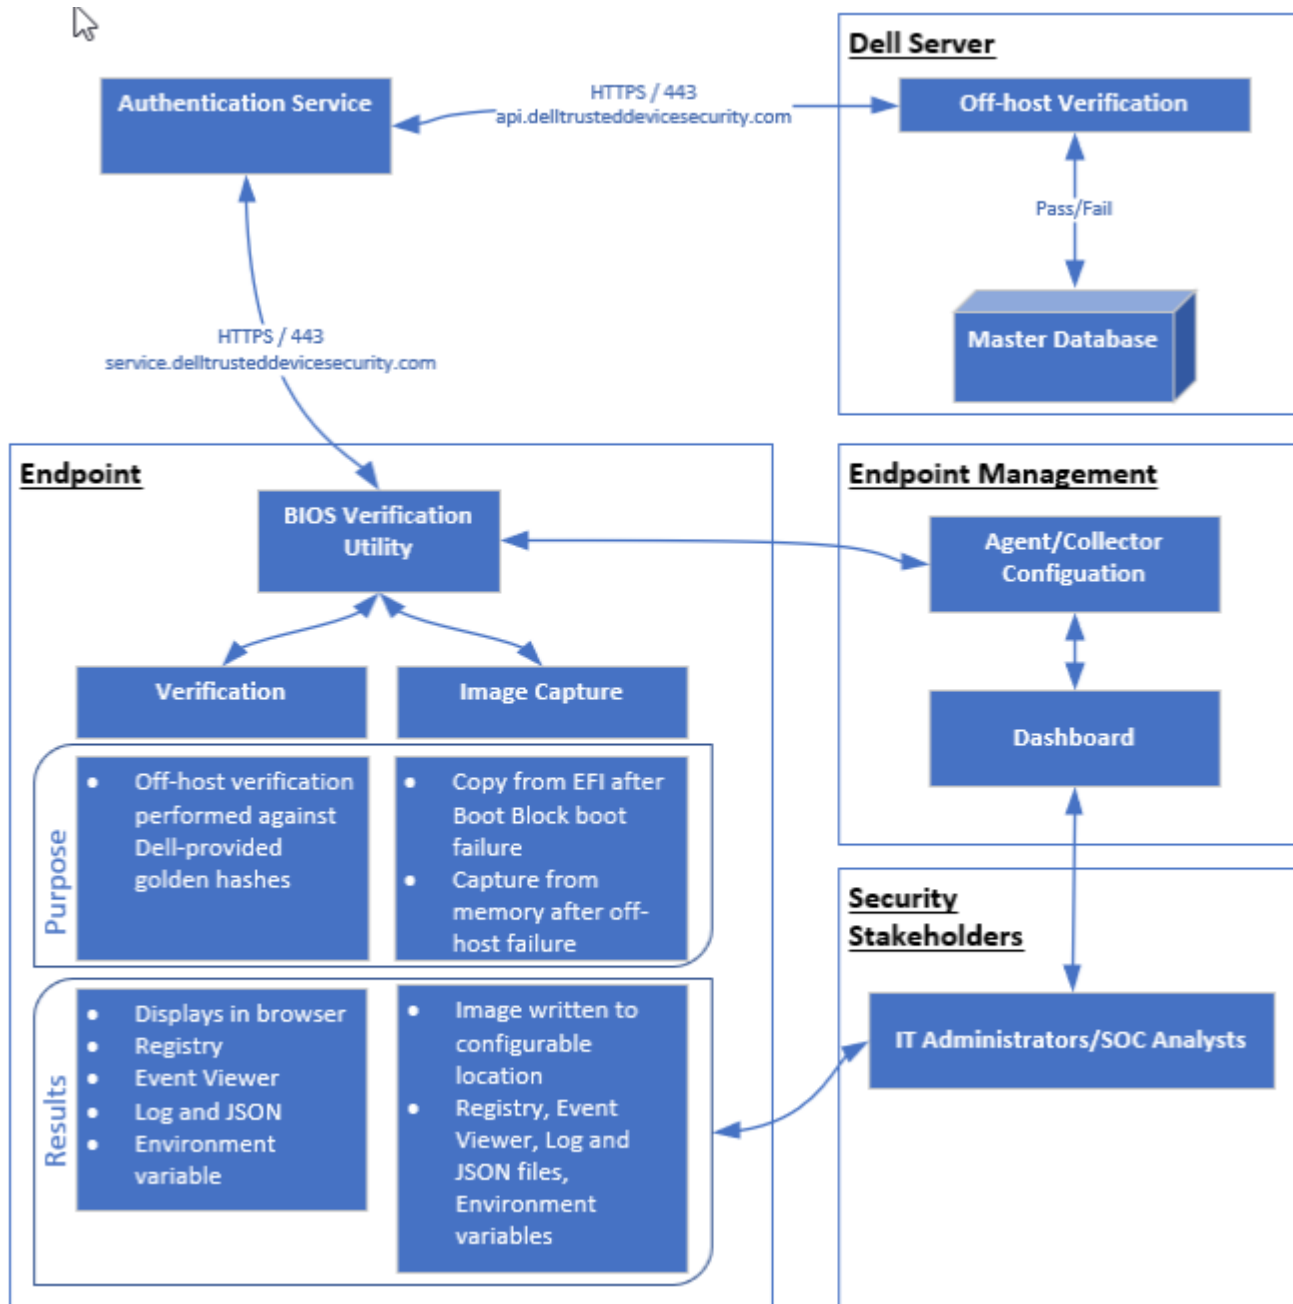 Dell Server
Authentication Service
HTTPS / 443
api.delltrusteddevicesecurity.com
Off-host Verification
Pass/Fail
Master Database
HTTPS / 443
service.delltrusteddevicesecurity.com
Endpoint
BIOS Verification
Utility
Verification
Image Capture
Purpose
• Off-host verification
performed against
Dell-provided
golden hashes
• Copy from EFI after
Boot Block boot
failure
• Capture from
memory after off-
host failure
Results
• Displays in browser
• Registry
• Event Viewer
• Log and JSON
• Environment
variable
• Image written to
configurable
location
• Registry, Event
Viewer, Log and
JSON files,
Environment
variables
Endpoint Management
Agent/Collector
Configuation
Dashboard
Security
Stakeholders
IT Administrators/SOC Analysts